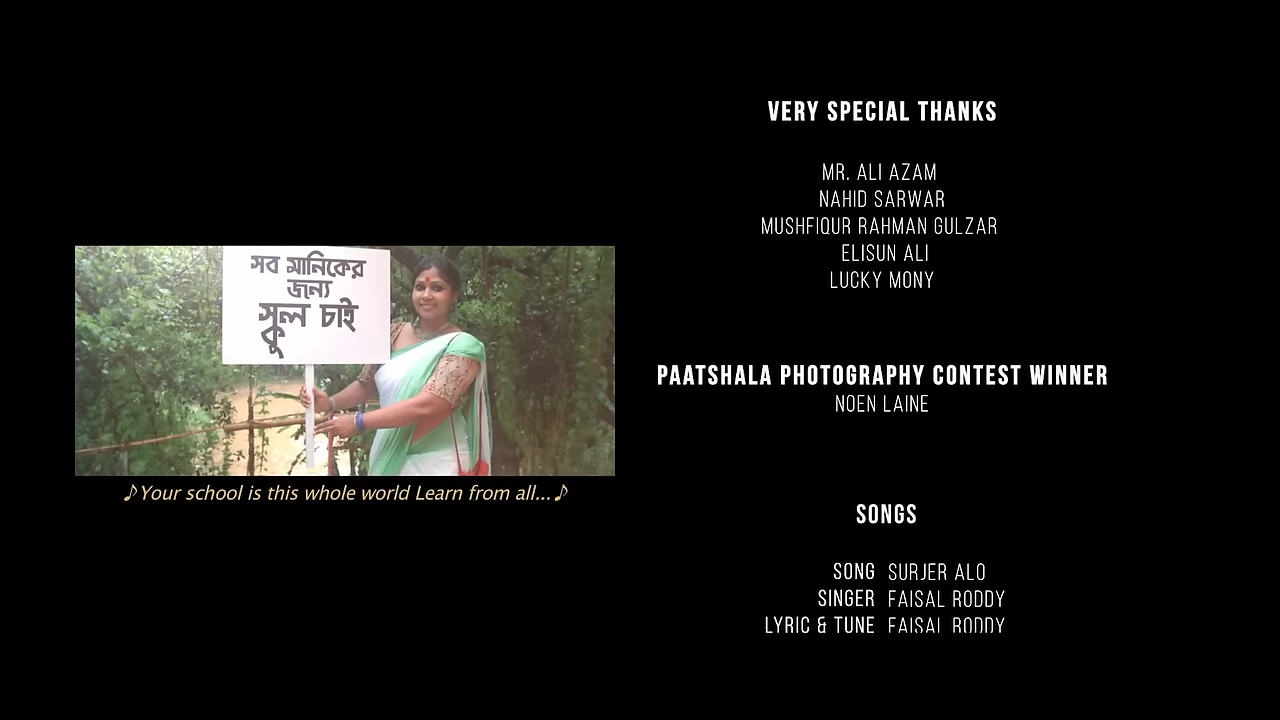 সব মানিকের
জন্যে
স্কুল চাই
♪Your school is this whole world Learn from all...♪
VERY SPECIAL THANKS
MR. ALI AZAM
NAHID SARWAR
MUSHFIQUR RAHMAN GULZAR
ELISUN ALI
LUCKY MONY
PAATSHALA PHOTOGRAPHY CONTEST WINNER
NOEN LAINE
SONGS
SONG SURJER ALO
SINGER FAISAL RODDY
LYRIC & TUNE FAISAL RODDY